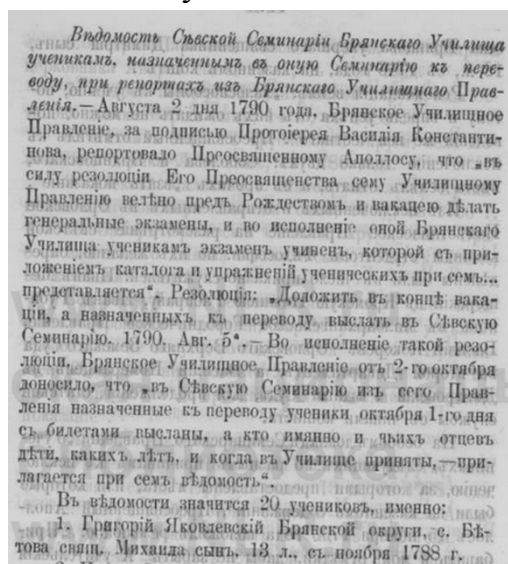 Вѣдомость Сѣвской Семинаріи Брянскаго Училища
ученикамъ, назначеннымъ въ оную Семинарію къ пере-
воду, при репортахъ изъ Брянскаго Училищнаго Прав-
ленія.—Августа 2 дня 1790 года, Брянское Училищное
Правленіе, за подписью Протоіерея Василія Константи-
нова, репортовало Преосвященному Аполлосу, что „въ
силу резолюціи Его Преосвященства сему Училищному
Правленію велѣно предъ Рождествомъ и вакацею дѣлать
генеральные экзамены, и во исполненіе оной Брянскаго
Училища ученикамъ экзаменъ учиненъ, которой съ при-
ложеніемъ каталога и упражненій ученическихъ при семъ...
представляется“. Резолюція: „Доложить въ концѣ вака-
ціи, а назначенныхъ къ переводу выслать въ Сѣвскую
Семинарію. 1790. Авг. 5“.—Во исполненіе такой резо-
люціи, Брянское Училищное Правленіе отъ 2-го октября
доносило, что „въ Сѣвскую Семинарію изъ сего Прав-
ленія назначенные къ переводу ученики октября 1-го дня
съ билетами высланы, а кто имянно и чьихъ отцевъ
дѣти, какихъ лѣтъ, и когда въ Училище приняты,—при-
лагается при семъ вѣдомость“.
Въ вѣдомости значится 20 учениковъ, именно:
1. Григорій Яковлевскій Брянской округи, с. Бѣ-
това свящ. Михаила сынъ, 13 л., съ ноября 1788 г.